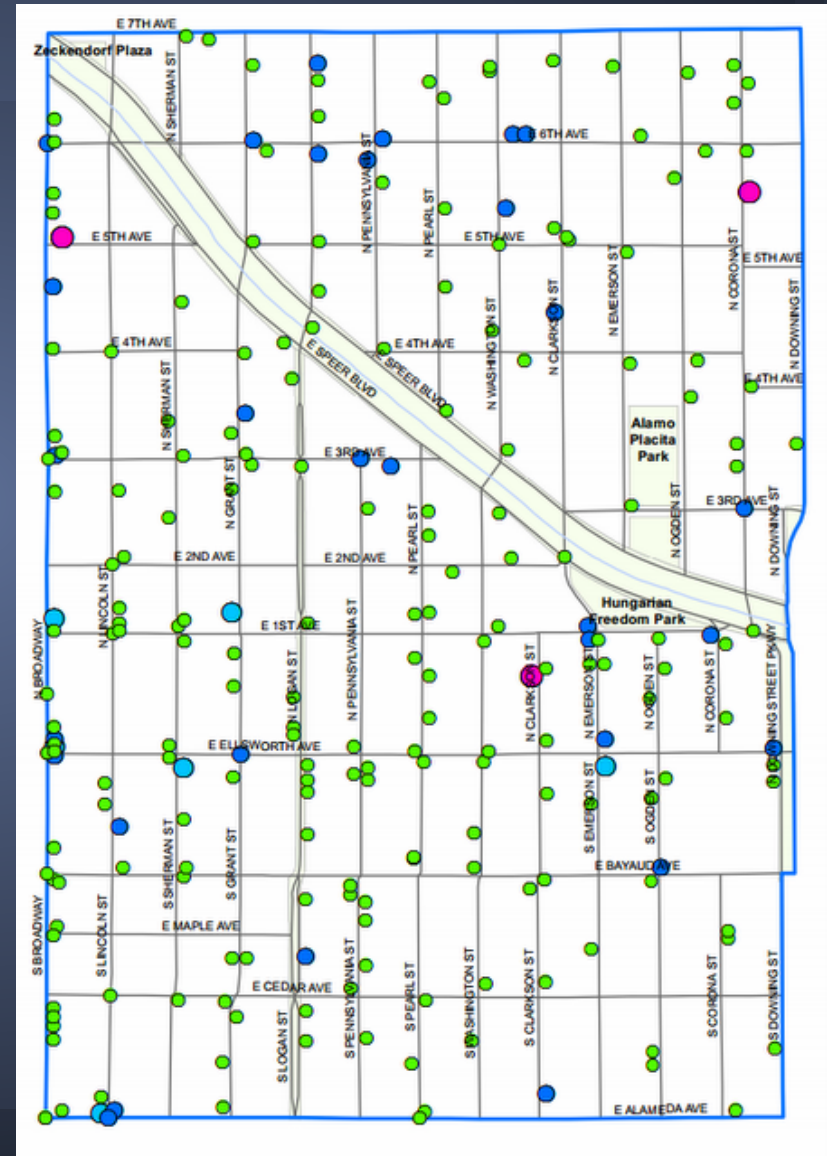 E 7TH AVE
Zeckendorf Plaza
N SHERMAN ST
E 6TH AVE
N PENNSYLVANIA ST
N PEARL ST
E 5TH AVE
E 5TH AVE
N CORONA ST
E 5TH AVE
N EMERSON ST
N DOWNING ST
N WASHINGTON ST
N CLARKSON ST
E 4TH AVE
E SPEER BLVD
E SPEER BLVD
E 4TH AVE
E 4TH AVE
N SHERMAN ST
Alamo
Placita
Park
E 3RD AVE
N GRANT ST
E 3RD AVE
N PEARL ST
N OGDEN ST
N DOWNING ST
E 2ND AVE
E 2ND AVE
N LINCOLN ST
Hungarian
Freedom Park
E 1ST AVE
N BROADWAY
N LOGAN ST
N PENNSYLVANIA ST
N CLARKSON ST
N EMERSON ST
N OGDEN ST
N CORONA ST
N DOWNING STREET PKWY
E ELLSWORTH AVE
S EMERSON ST
S OGDEN ST
S SHERMAN ST
S GRANT ST
E BAYAUD AVE
S BROADWAY
S LINCOLN ST
E MAPLE AVE
E CEDAR AVE
S LOGAN ST
S PENNSYLVANIA ST
S PEARL ST
S WASHINGTON ST
S CLARKSON ST
S CORONA ST
S DOWNING ST
E ALAMEDA AVE